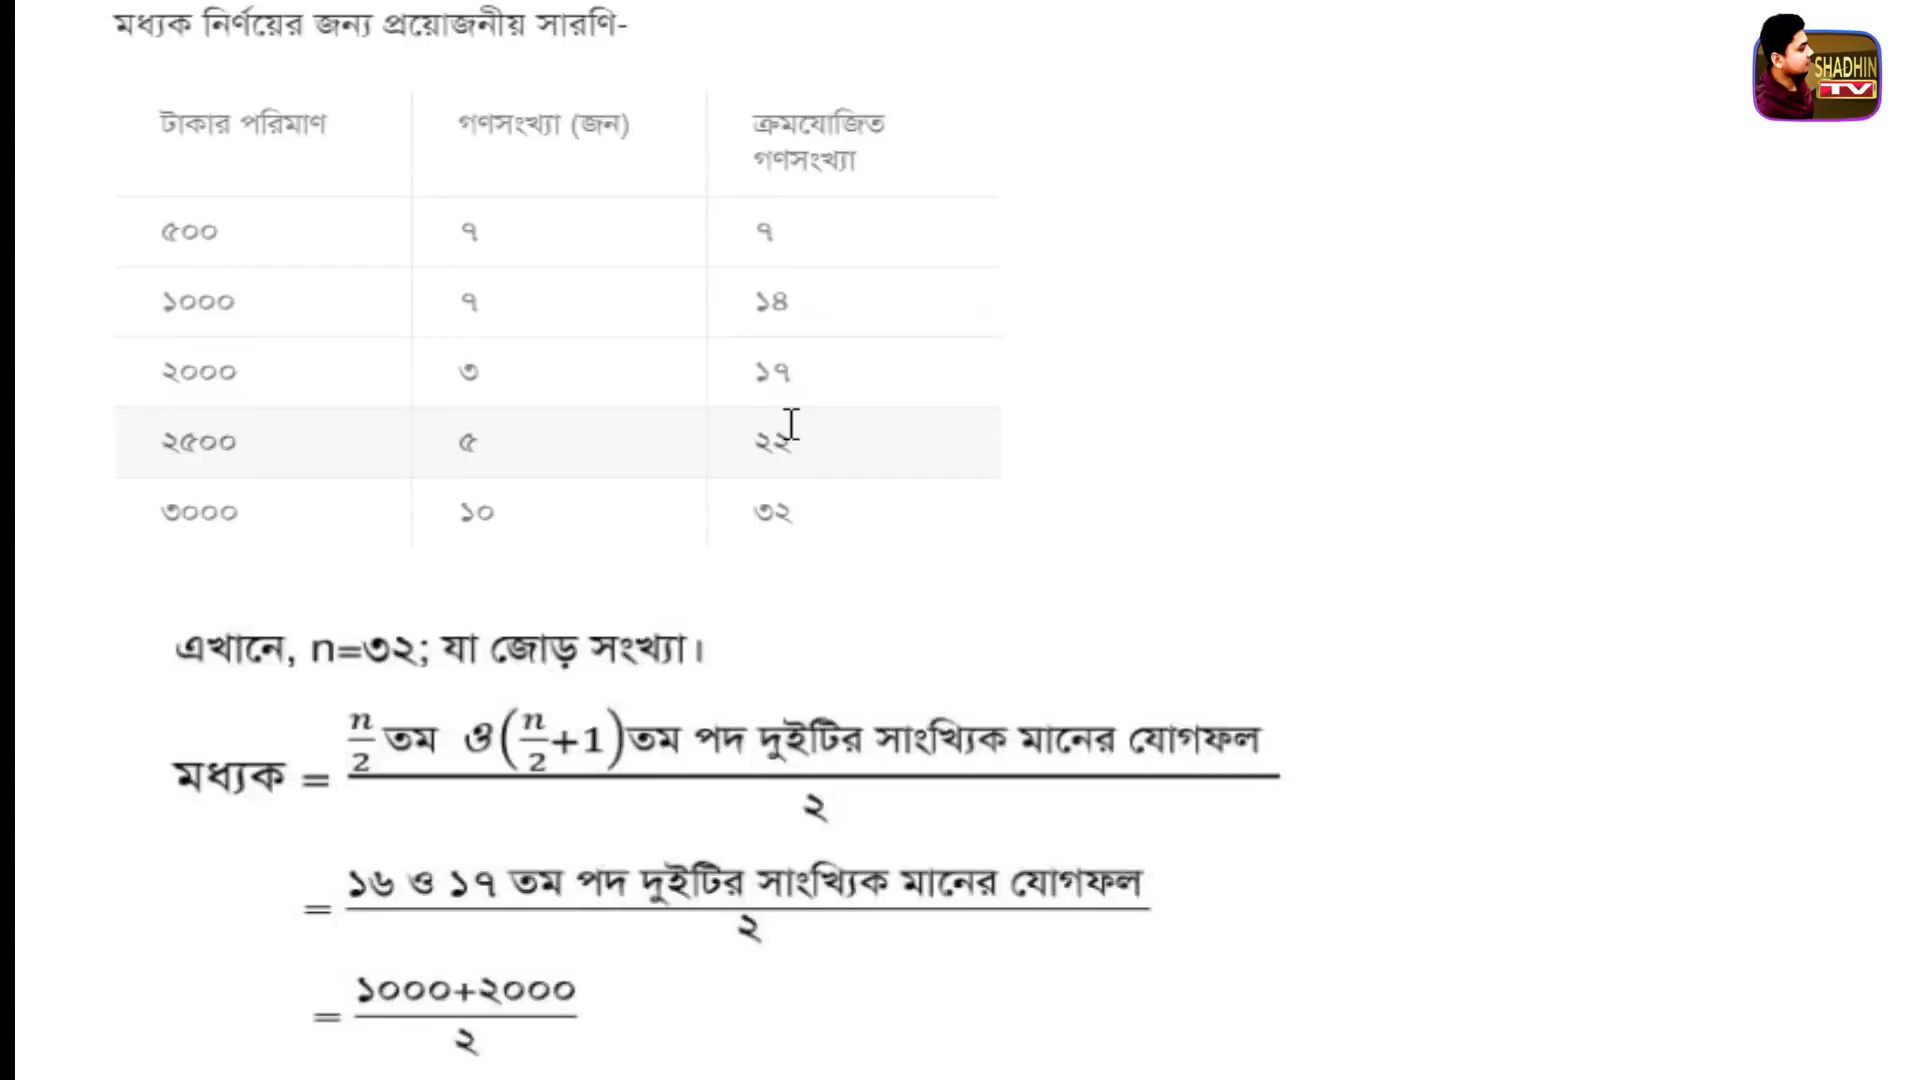 মধ্যক নির্ণয়ের জন্য প্রয়োজনীয় সারণি-
SHADHIN
TV
টাকার পরিমাণ গণসংখ্যা (জন) ক্রমযোজিত গণসংখ্যা
৫০০ ৭ ৭
১০০০ ৭ ১৪
২০০০ ৩ ১৭
২৫০০ ৫ ২২
৩০০০ ১০ ৩২
এখানে, n=৩২; যা জোড় সংখ্যা।
মধ্যক = n/2 তম ও (n/2+1)তম পদ দুইটির সাংখ্যিক মানের যোগফল / ২
= ১৬ ও ১৭ তম পদ দুইটির সাংখ্যিক মানের যোগফল / ২
= ১০০০+২০০০ / ২